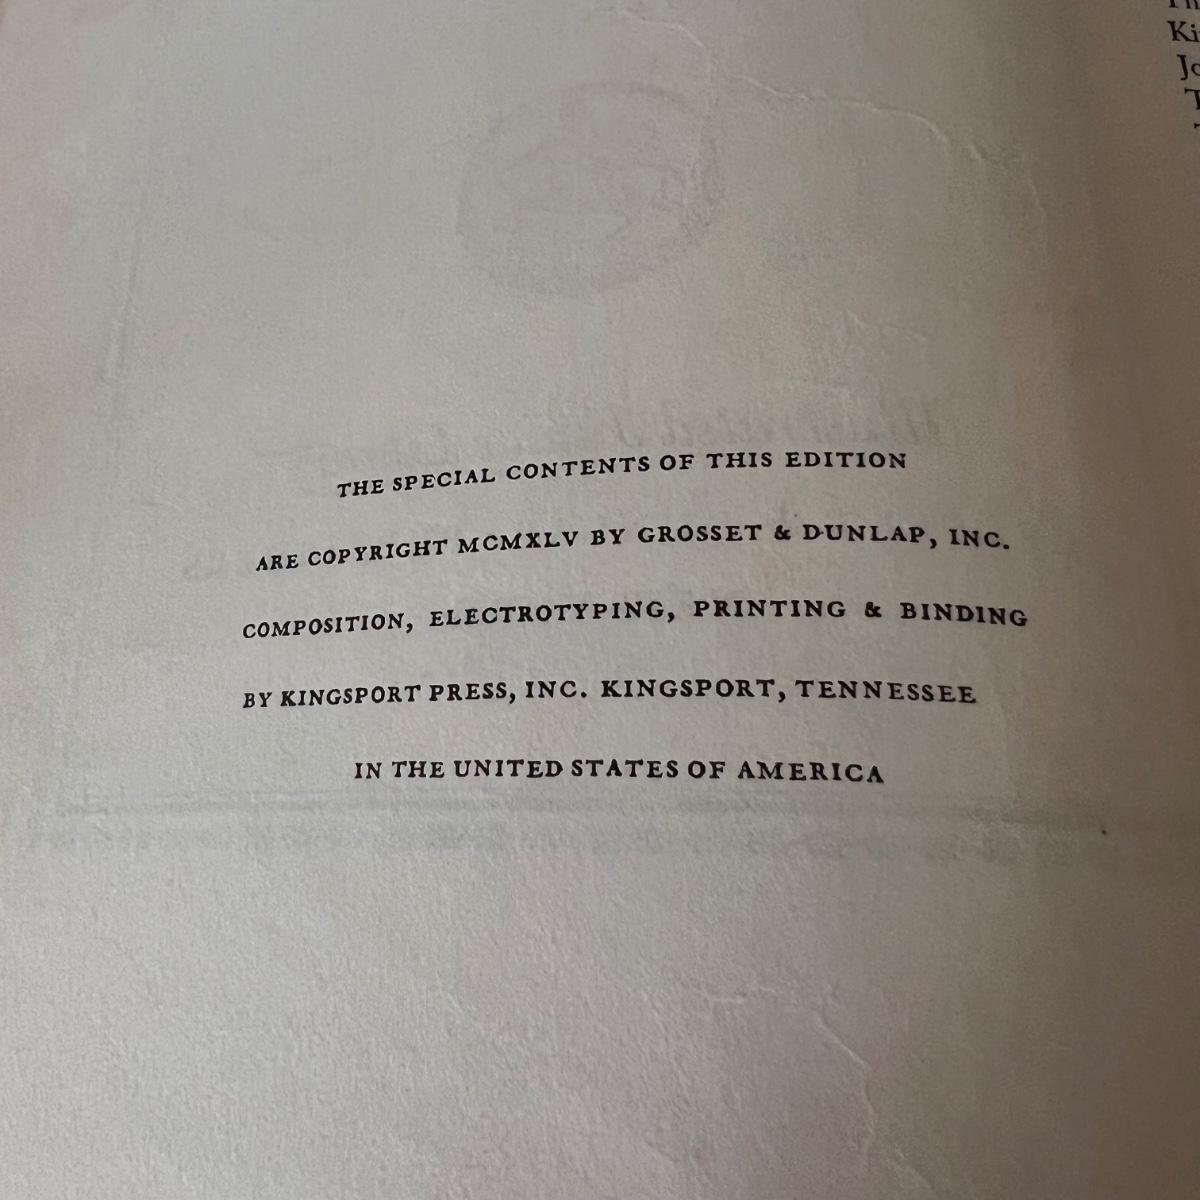 THE SPECIAL CONTENTS OF THIS EDITION
ARE COPYRIGHT MCMXLV BY GROSSET & DUNLAP, INC.
COMPOSITION, ELECTROTYPING, PRINTING & BINDING
BY KINGSPORT PRESS, INC. KINGSPORT, TENNESSEE
IN THE UNITED STATES OF AMERICA